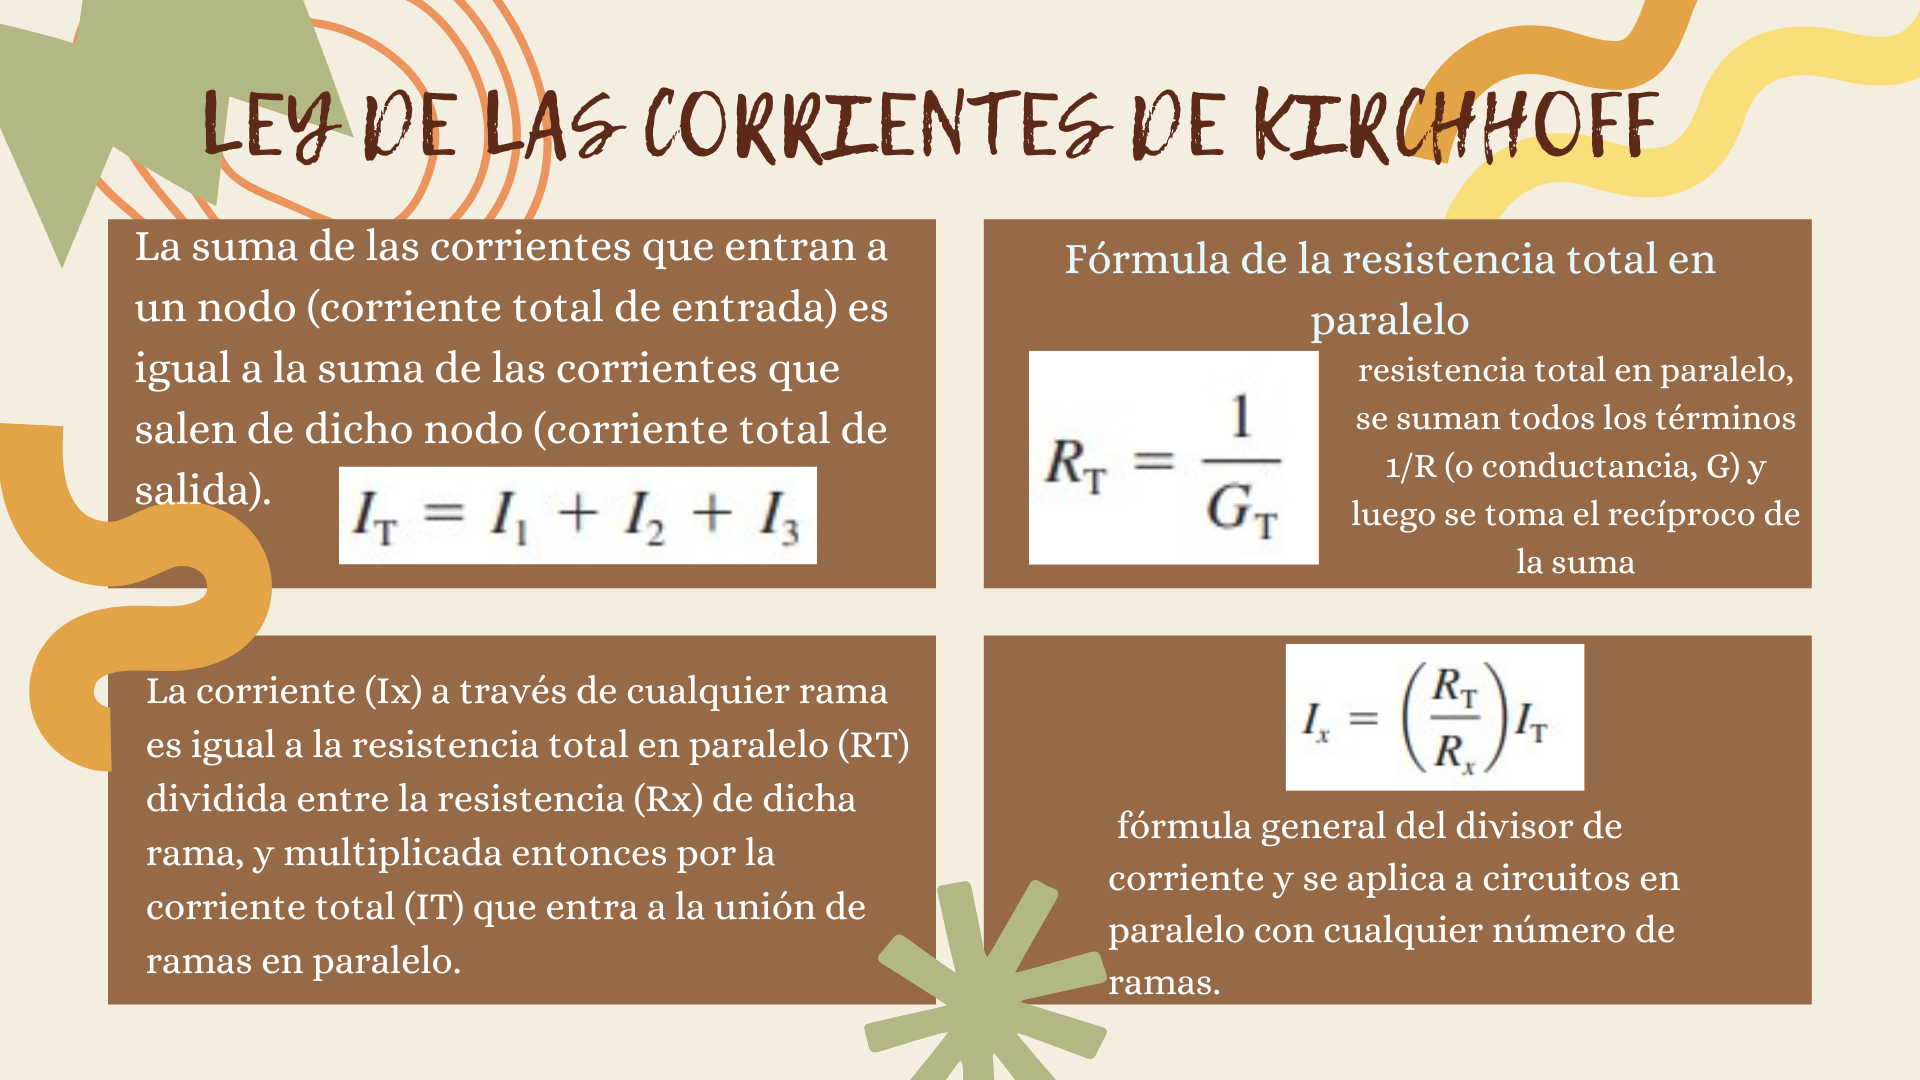 LEY DE LAS CORRIENTES DE KIRCHHOFF
La suma de las corrientes que entran a
un nodo (corriente total de entrada) es
igual a la suma de las corrientes que
salen de dicho nodo (corriente total de
salida).
I_T = I_1 + I_2 + I_3
Fórmula de la resistencia total en
paralelo
R_T = 1/G_T
resistencia total en paralelo,
se suman todos los términos
1/R (o conductancia, G) y
luego se toma el recíproco de
la suma
La corriente (Ix) a través de cualquier rama
es igual a la resistencia total en paralelo (RT)
dividida entre la resistencia (Rx) de dicha
rama, y multiplicada entonces por la
corriente total (IT) que entra a la unión de
ramas en paralelo.
I_x = (R_T/R_x) I_T
fórmula general del divisor de
corriente y se aplica a circuitos en
paralelo con cualquier número de
ramas.